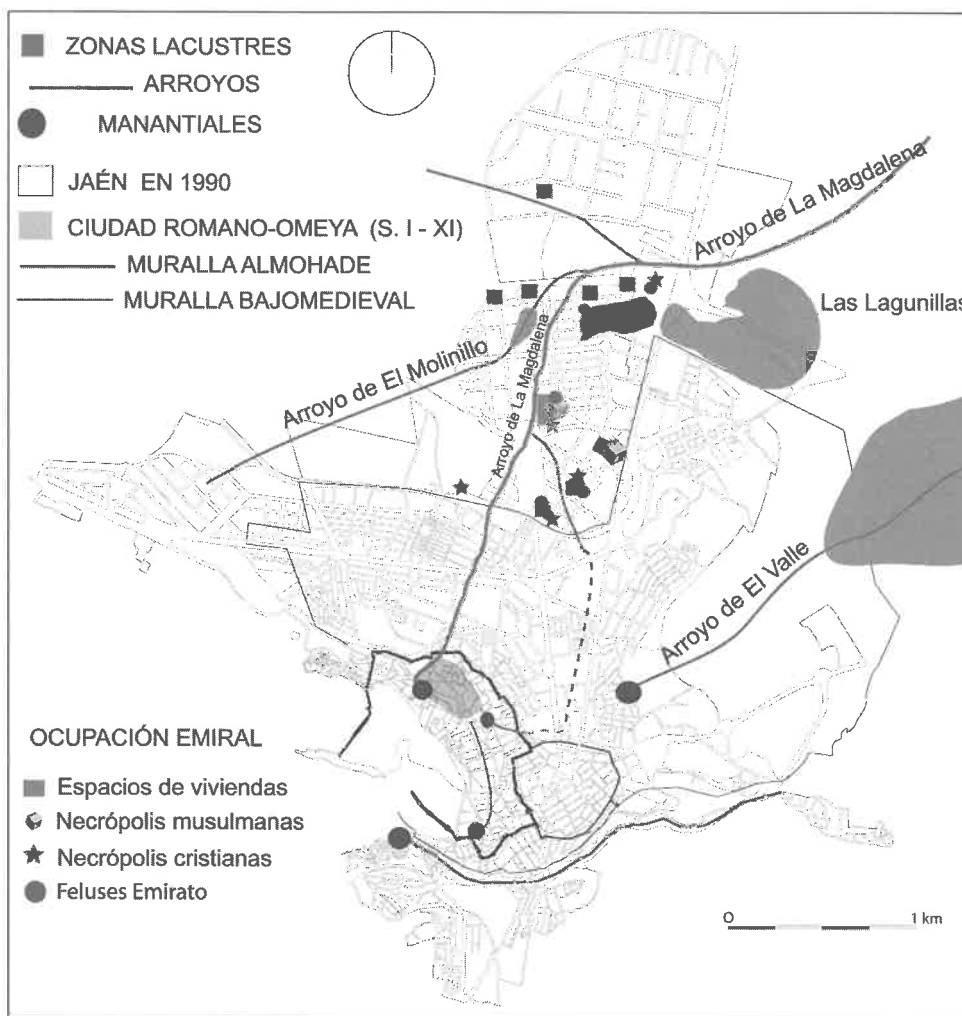 ZONAS LACUSTRES
ARROYOS
MANANTIALES
JAÉN EN 1990
CIUDAD ROMANO-OMEYA (S. I - XI)
MURALLA ALMOHADE
MURALLA BAJOMEDIEVAL
Arroyo de La Magdalena
Las Lagunillas
Arroyo de El Molinillo
Arroyo de La Magdalena
Arroyo de El Valle
OCUPACIÓN EMIRAL
Espacios de viviendas
Necrópolis musulmanas
Necrópolis cristianas
Feluses Emirato
O 1 km